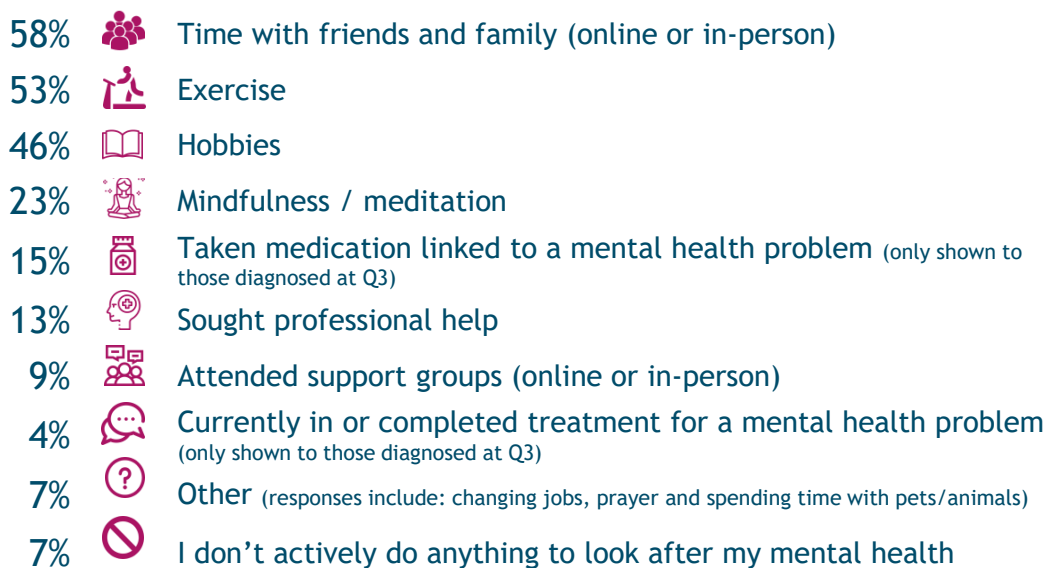 58% Time with friends and family (online or in-person)
53% Exercise
46% Hobbies
23% Mindfulness / meditation
15% Taken medication linked to a mental health problem (only shown to
those diagnosed at Q3)
13% Sought professional help
9% Attended support groups (online or in-person)
4% Currently in or completed treatment for a mental health problem
(only shown to those diagnosed at Q3)
7% Other (responses include: changing jobs, prayer and spending time with pets/animals)
7% I don’t actively do anything to look after my mental health